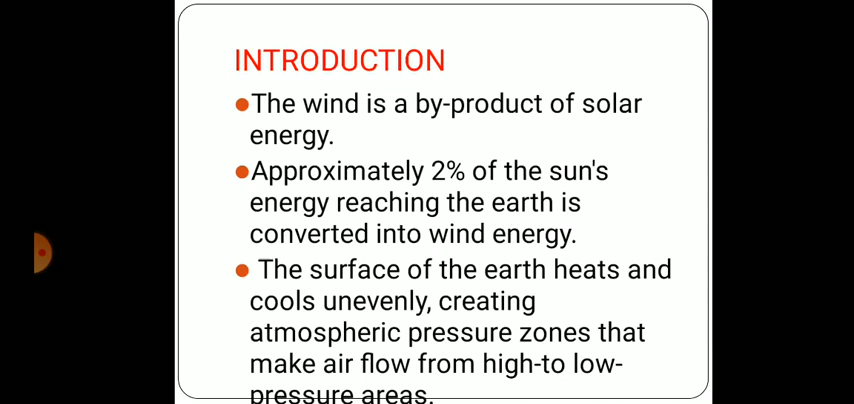 INTRODUCTION
●The wind is a by-product of solar
energy.
●Approximately 2% of the sun's
energy reaching the earth is
converted into wind energy.
● The surface of the earth heats and
cools unevenly, creating
atmospheric pressure zones that
make air flow from high-to low-
pressure areas.